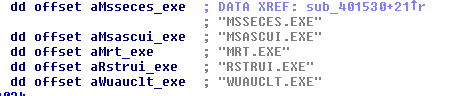 dd offset aMsseces_exe ; DATA XREF: sub_401530+21↑r
; "MSSECES.EXE"
dd offset aMsascui_exe ; "MSASCUI.EXE"
dd offset aMrt_exe ; "MRT.EXE"
dd offset aRstrui_exe ; "RSTRUI.EXE"
dd offset aWuauclt_exe ; "WUAUCLT.EXE"